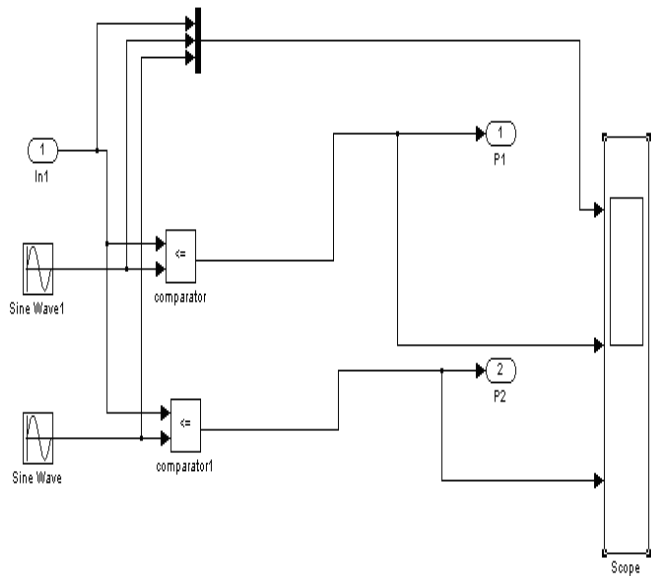 1
In1
1
P1
Sine Wave1
<=
comparator
2
P2
Sine Wave
<=
comparator1
Scope